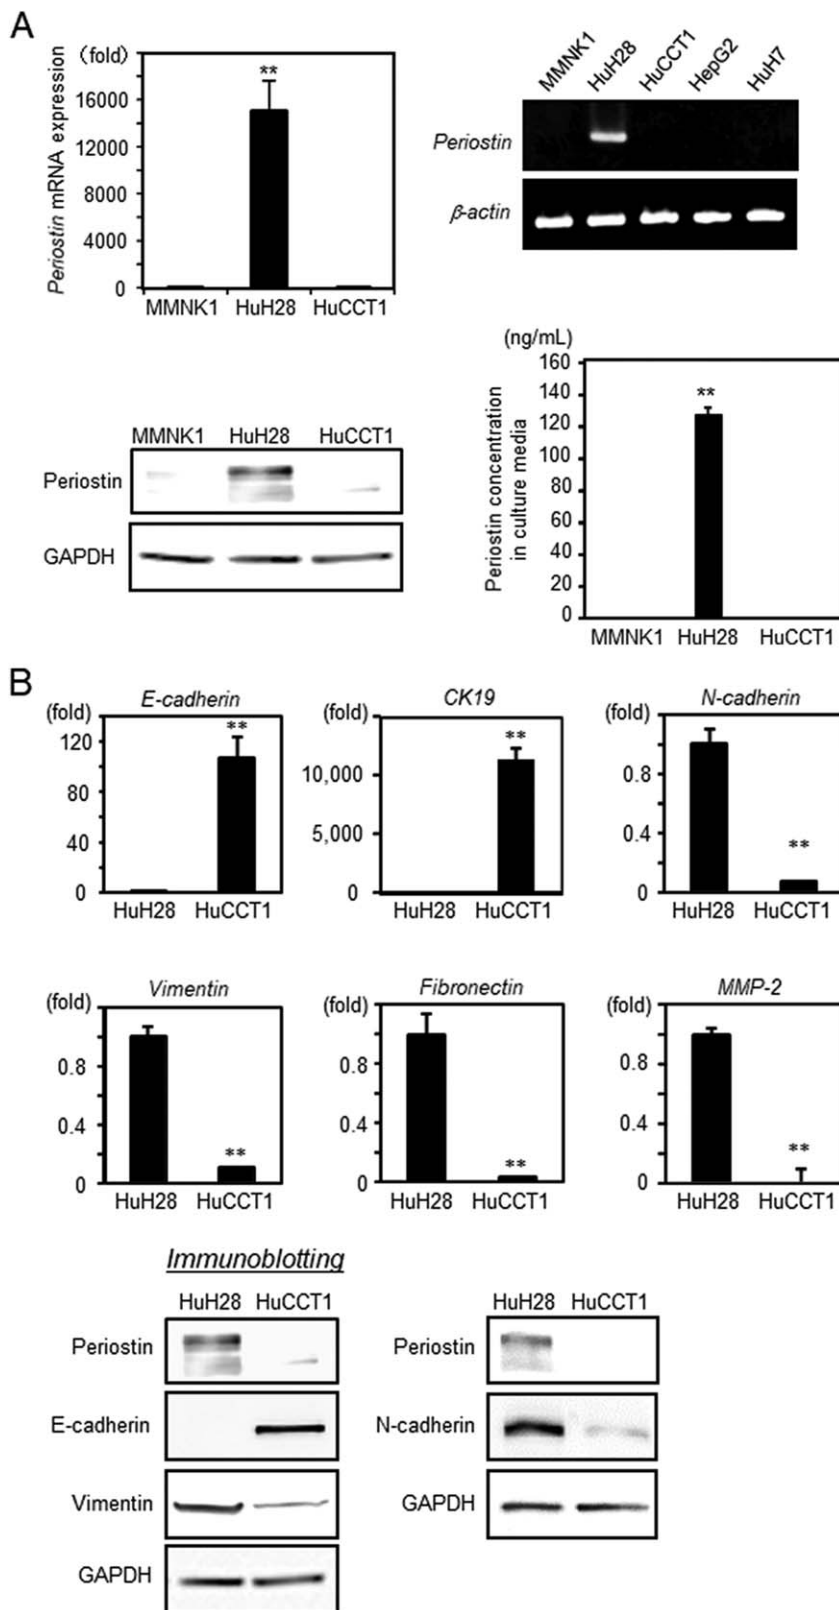 A
(fold)
Periostin mRNA expression
**
16000
12000
8000
4000
0
MMNK1 HuH28 HuCCT1
MMNK1 HuH28 HuCCT1 HepG2 HuH7
Periostin
β-actin
MMNK1 HuH28 HuCCT1
Periostin
GAPDH
(ng/mL)
Periostin concentration
in culture media
160
140
120
100
80
60
40
20
0
**
MMNK1 HuH28 HuCCT1
B
E-cadherin
(fold)
120
80
40
0
**
HuH28 HuCCT1
CK19
(fold)
10,000
5,000
0
**
HuH28 HuCCT1
N-cadherin
(fold)
0.8
0.4
0
**
HuH28 HuCCT1
Vimentin
(fold)
0.8
0.4
0
**
HuH28 HuCCT1
Fibronectin
(fold)
0.8
0.4
0
**
HuH28 HuCCT1
MMP-2
(fold)
0.8
0.4
0
**
HuH28 HuCCT1
Immunoblotting
HuH28 HuCCT1
Periostin
E-cadherin
Vimentin
GAPDH
HuH28 HuCCT1
Periostin
N-cadherin
GAPDH